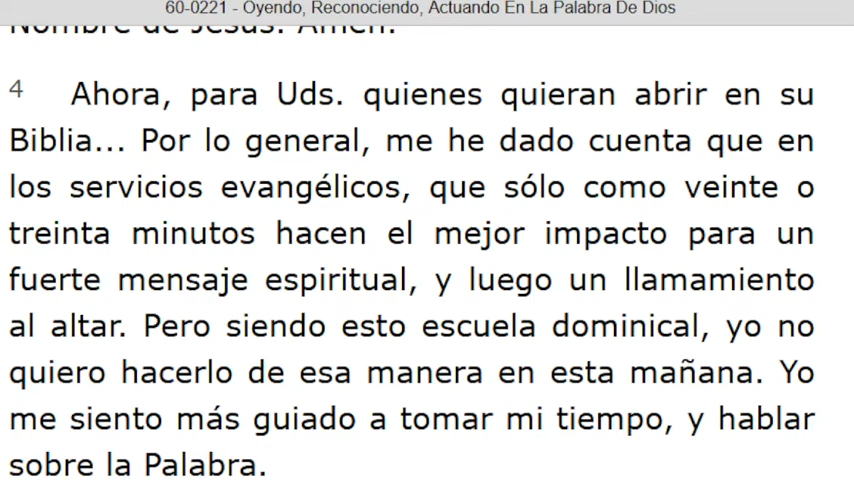 60-0221 - Oyendo, Reconociendo, Actuando En La Palabra De Dios
Nombre de Jesús. Amén.
4 Ahora, para Uds. quienes quieran abrir en su
Biblia... Por lo general, me he dado cuenta que en
los servicios evangélicos, que sólo como veinte o
treinta minutos hacen el mejor impacto para un
fuerte mensaje espiritual, y luego un llamamiento
al altar. Pero siendo esto escuela dominical, yo no
quiero hacerlo de esa manera en esta mañana. Yo
me siento más guiado a tomar mi tiempo, y hablar
sobre la Palabra.